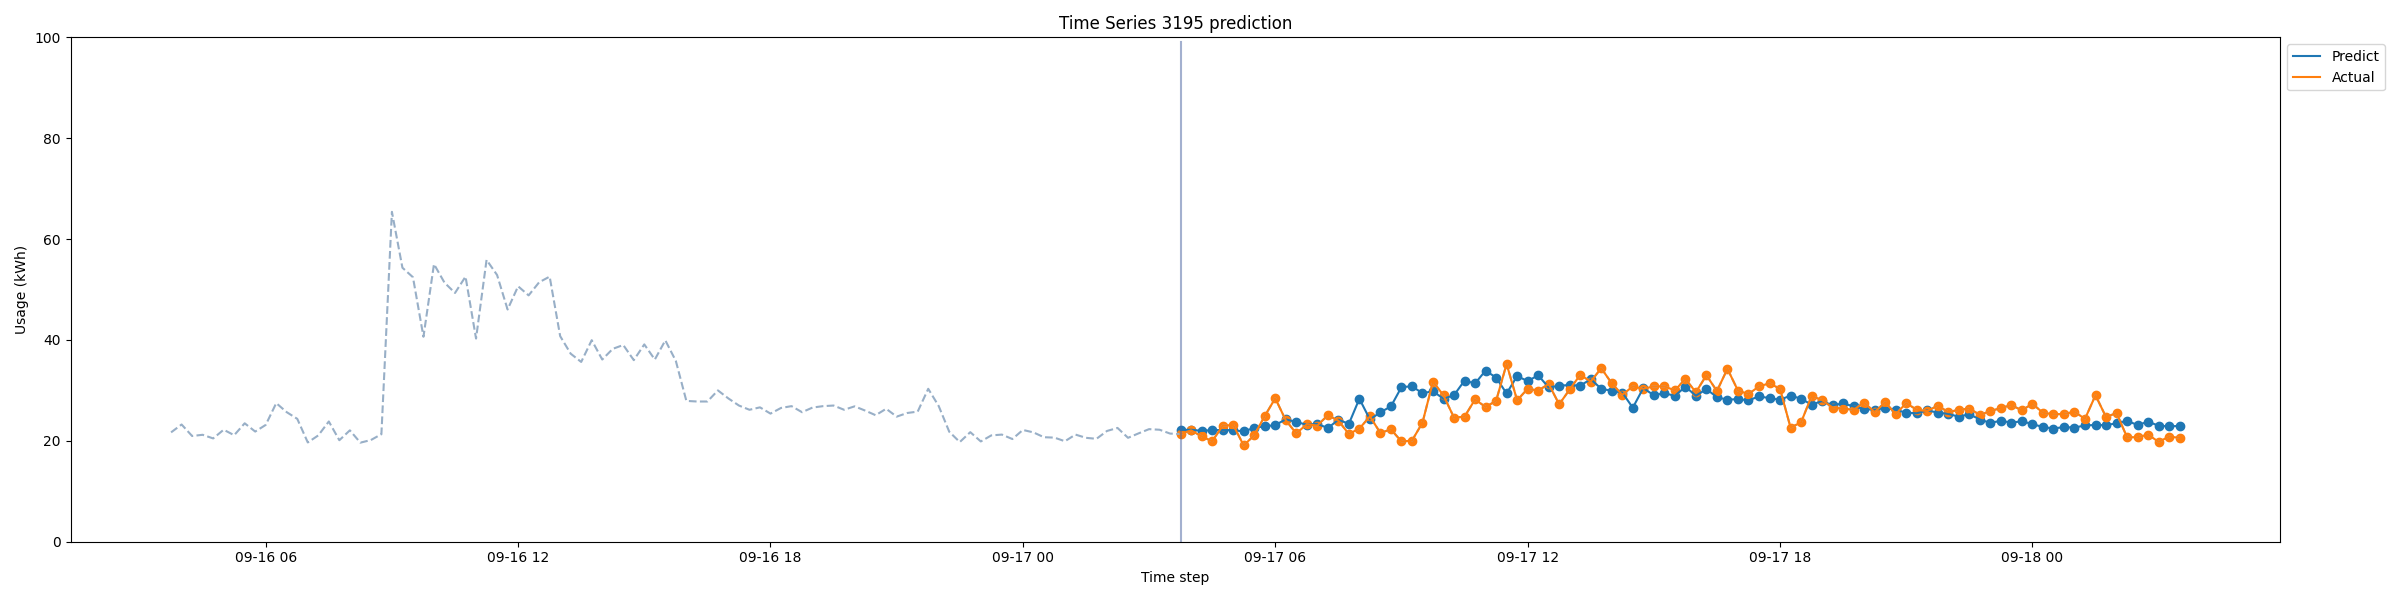 Time Series 3195 prediction
100
80
60
40
20
0
Usage (kWh)
09-16 06
09-16 12
09-16 18
09-17 00
09-17 06
09-17 12
09-17 18
09-18 00
Time step
Predict
Actual